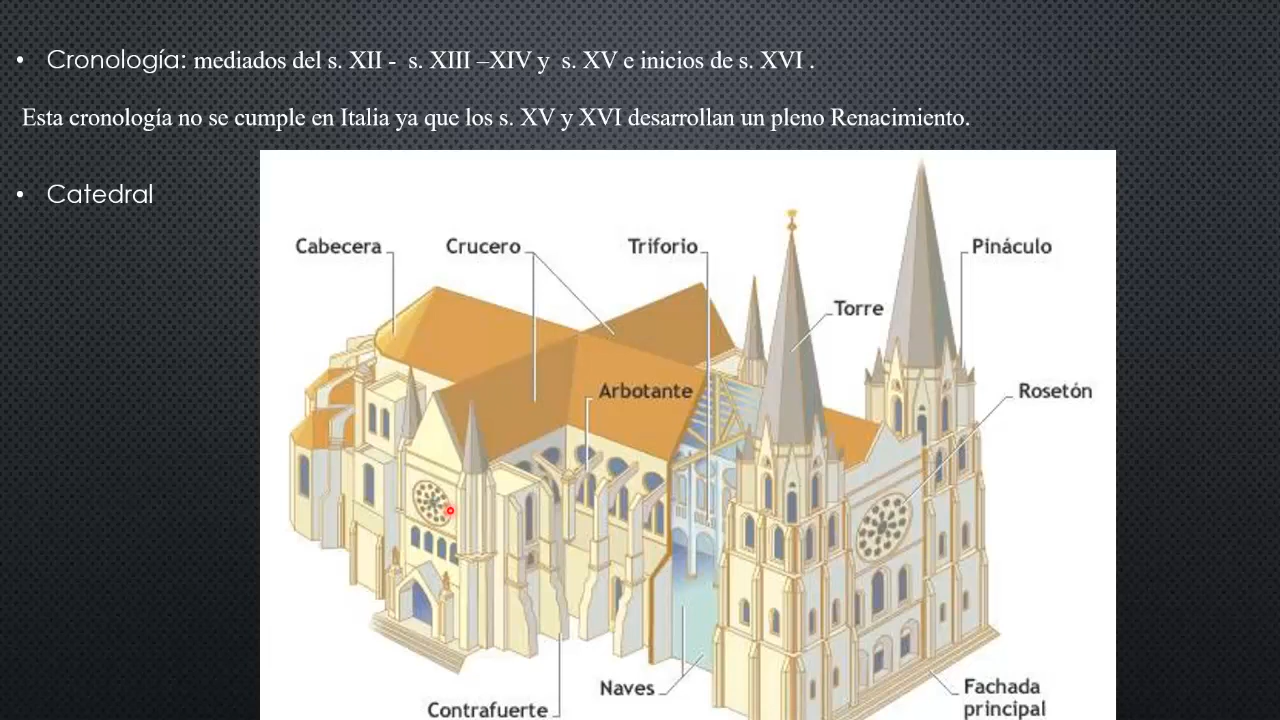 • Cronología: mediados del s. XII - s. XIII –XIV y s. XV e inicios de s. XVI .
Esta cronología no se cumple en Italia ya que los s. XV y XVI desarrollan un pleno Renacimiento.
• Catedral
Cabecera
Crucero
Triforio
Pináculo
Torre
Arbotante
Rosetón
Naves
Contrafuerte
Fachada
principal